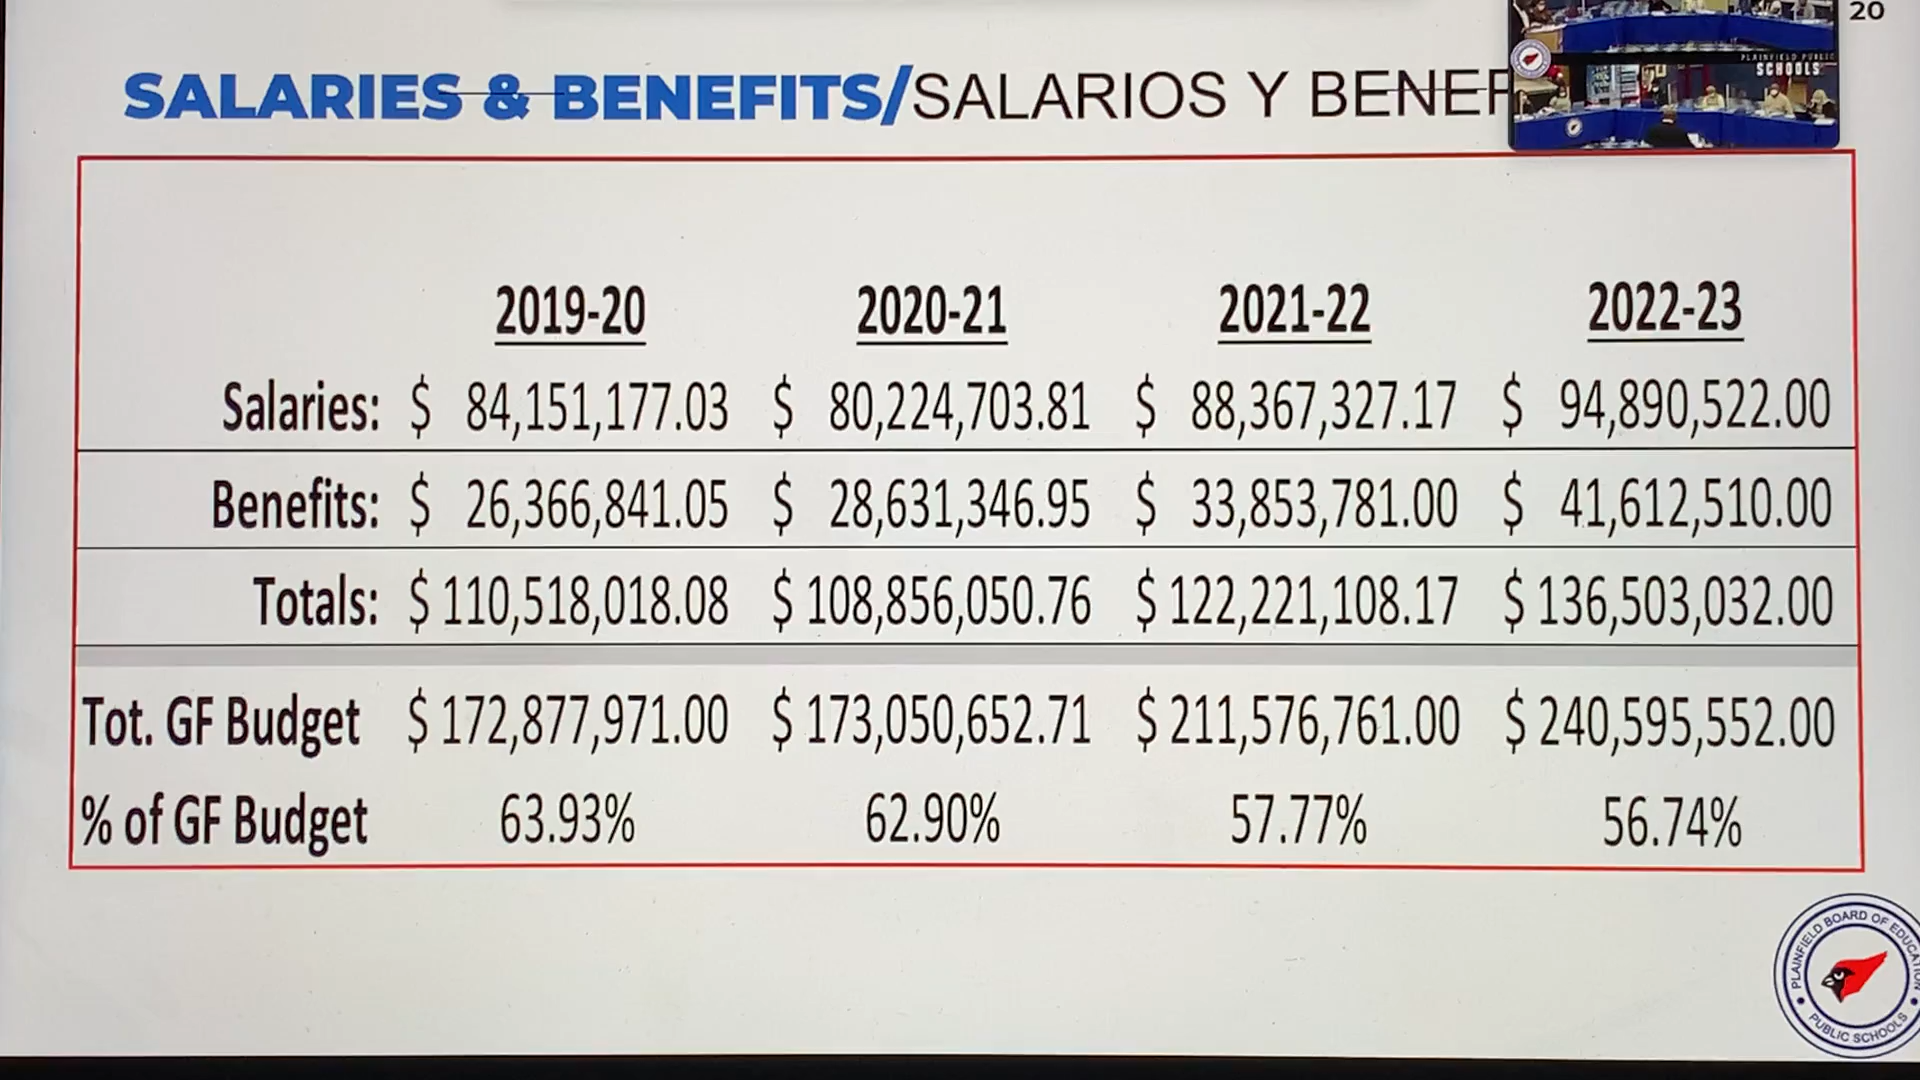 20
SALARIES & BENEFITS/SALARIOS Y BENEF
PLAINFIELD PUBLIC
SCHOOLS
2019-20 2020-21 2021-22 2022-23
Salaries: $ 84,151,177.03 $ 80,224,703.81 $ 88,367,327.17 $ 94,890,522.00
Benefits: $ 26,366,841.05 $ 28,631,346.95 $ 33,853,781.00 $ 41,612,510.00
Totals: $ 110,518,018.08 $ 108,856,050.76 $ 122,221,108.17 $ 136,503,032.00
Tot. GF Budget $ 172,877,971.00 $ 173,050,652.71 $ 211,576,761.00 $ 240,595,552.00
% of GF Budget 63.93% 62.90% 57.77% 56.74%
PLAINFIELD BOARD OF EDUCATION
PUBLIC SCHOOLS